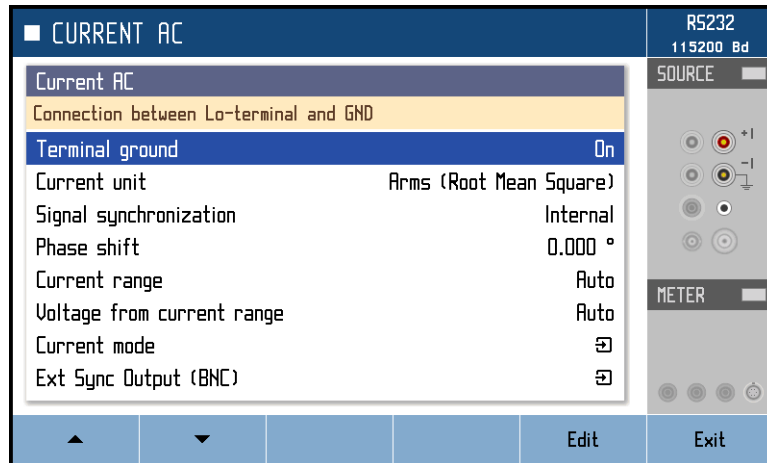 CURRENT AC
RS232
115200 Bd
Current AC
Connection between Lo-terminal and GND
Terminal ground On
Current unit Arms (Root Mean Square)
Signal synchronization Internal
Phase shift 0.000 °
Current range Auto
Voltage from current range Auto
Current mode
Ext Sync Output (BNC)
SOURCE
+I
-I
METER
Edit
Exit